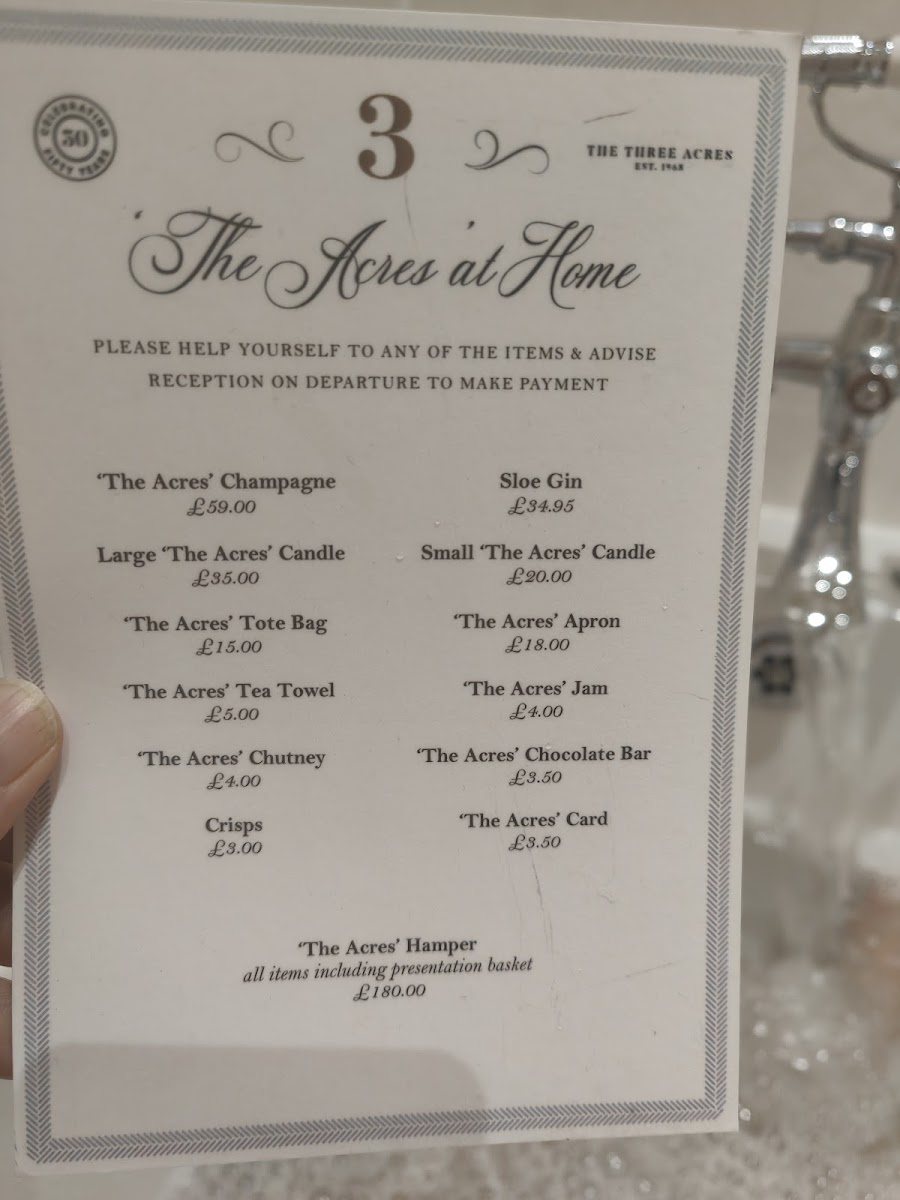 CELEBRATING
50
FIFTY YEARS
3
THE THREE ACRES
EST. 1968
'The Acres' at Home
PLEASE HELP YOURSELF TO ANY OF THE ITEMS & ADVISE
RECEPTION ON DEPARTURE TO MAKE PAYMENT
'The Acres' Champagne
£59.00
Sloe Gin
£34.95
Large 'The Acres' Candle
£35.00
Small 'The Acres' Candle
£20.00
'The Acres' Tote Bag
£15.00
'The Acres' Apron
£18.00
'The Acres' Tea Towel
£5.00
'The Acres' Jam
£4.00
'The Acres' Chutney
£4.00
'The Acres' Chocolate Bar
£3.50
Crisps
£3.00
'The Acres' Card
£3.50
'The Acres' Hamper
all items including presentation basket
£180.00